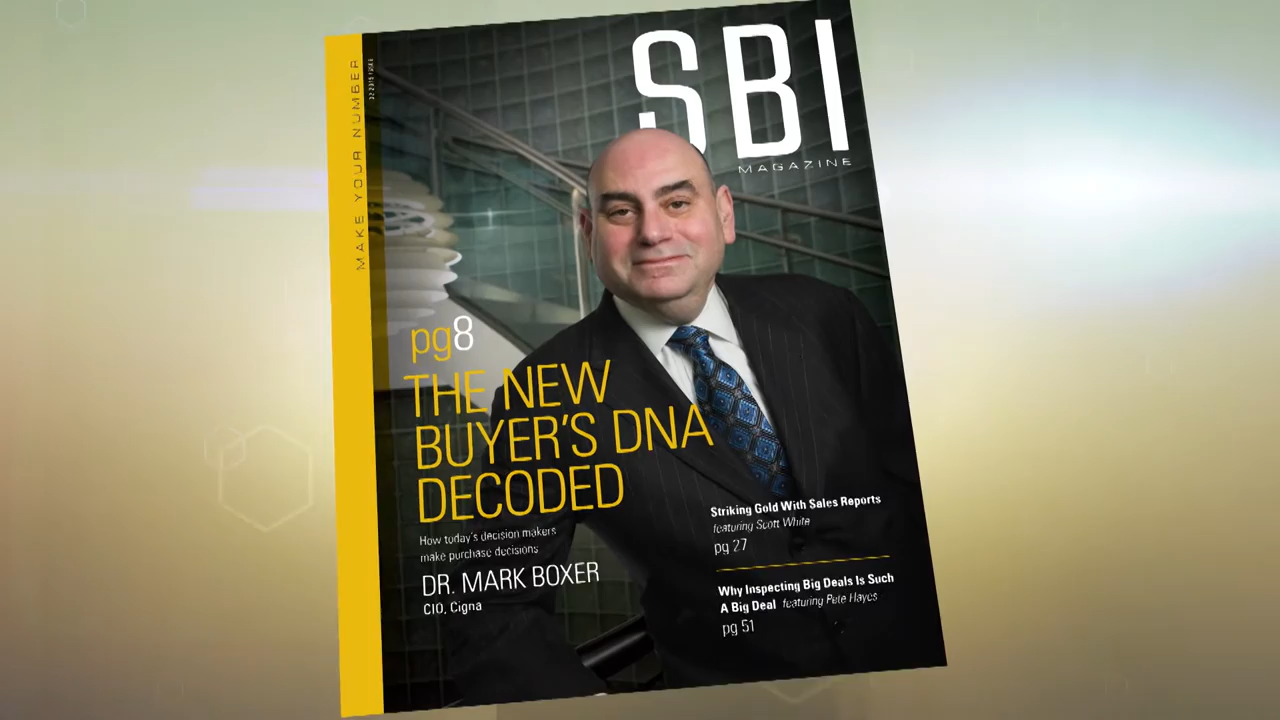 MAKE YOUR NUMBER
SBI
MAGAZINE
pg8
THE NEW
BUYER'S DNA
DECODED
How today's decision makers
make purchase decisions
DR. MARK BOXER
CIO, Cigna
Striking Gold With Sales Reports
featuring Scott White
pg 27
Why Inspecting Big Deals Is Such
A Big Deal featuring Pete Hayes
pg 51